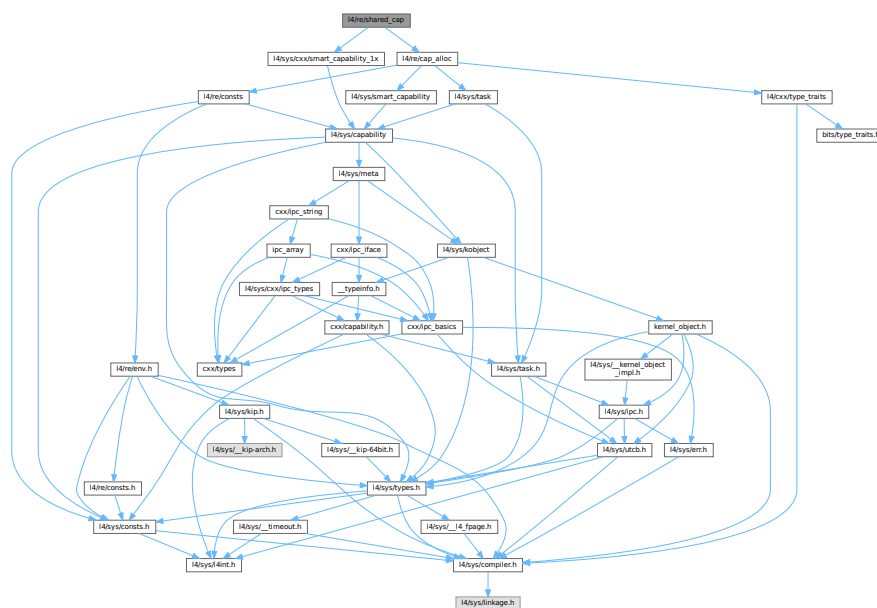 l4/re/shared_cap
l4/sys/cxx/smart_capability_1x
l4/re/cap_alloc
l4/re/consts
l4/sys/smart_capability
l4/sys/task
l4/cxx/type_traits
l4/sys/capability
bits/type_traits.h
l4/sys/meta
cxx/ipc_string
ipc_array
cxx/ipc_iface
l4/sys/kobject
l4/sys/cxx/ipc_types
__typeinfo.h
cxx/capability.h
cxx/ipc_basics
kernel_object.h
l4/re/env.h
cxx/types
l4/sys/task.h
l4/sys/__kernel_object
_impl.h
l4/sys/kip.h
l4/sys/ipc.h
l4/sys/__kip-arch.h
l4/sys/__kip-64bit.h
l4/sys/utcb.h
l4/sys/err.h
l4/re/consts.h
l4/sys/types.h
l4/sys/consts.h
l4/sys/__timeout.h
l4/sys/__l4_fpage.h
l4/sys/l4int.h
l4/sys/compiler.h
l4/sys/linkage.h